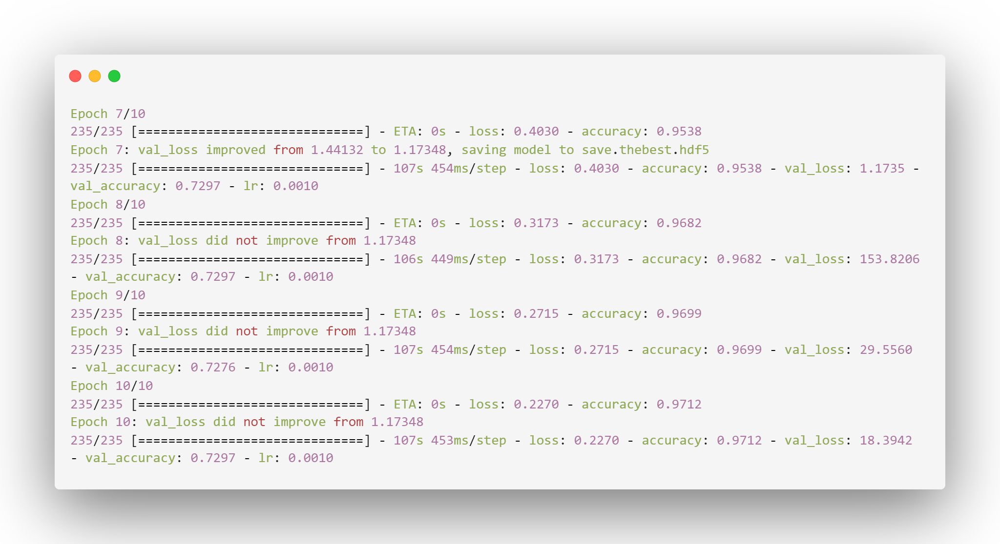 Epoch 7/10
235/235 [==============================] - ETA: 0s - loss: 0.4030 - accuracy: 0.9538
Epoch 7: val_loss improved from 1.44132 to 1.17348, saving model to save.thebest.hdf5
235/235 [==============================] - 107s 454ms/step - loss: 0.4030 - accuracy: 0.9538 - val_loss: 1.1735 -
val_accuracy: 0.7297 - lr: 0.0010
Epoch 8/10
235/235 [==============================] - ETA: 0s - loss: 0.3173 - accuracy: 0.9682
Epoch 8: val_loss did not improve from 1.17348
235/235 [==============================] - 106s 449ms/step - loss: 0.3173 - accuracy: 0.9682 - val_loss: 153.8206
- val_accuracy: 0.7297 - lr: 0.0010
Epoch 9/10
235/235 [==============================] - ETA: 0s - loss: 0.2715 - accuracy: 0.9699
Epoch 9: val_loss did not improve from 1.17348
235/235 [==============================] - 107s 454ms/step - loss: 0.2715 - accuracy: 0.9699 - val_loss: 29.5560
- val_accuracy: 0.7276 - lr: 0.0010
Epoch 10/10
235/235 [==============================] - ETA: 0s - loss: 0.2270 - accuracy: 0.9712
Epoch 10: val_loss did not improve from 1.17348
235/235 [==============================] - 107s 453ms/step - loss: 0.2270 - accuracy: 0.9712 - val_loss: 18.3942
- val_accuracy: 0.7297 - lr: 0.0010